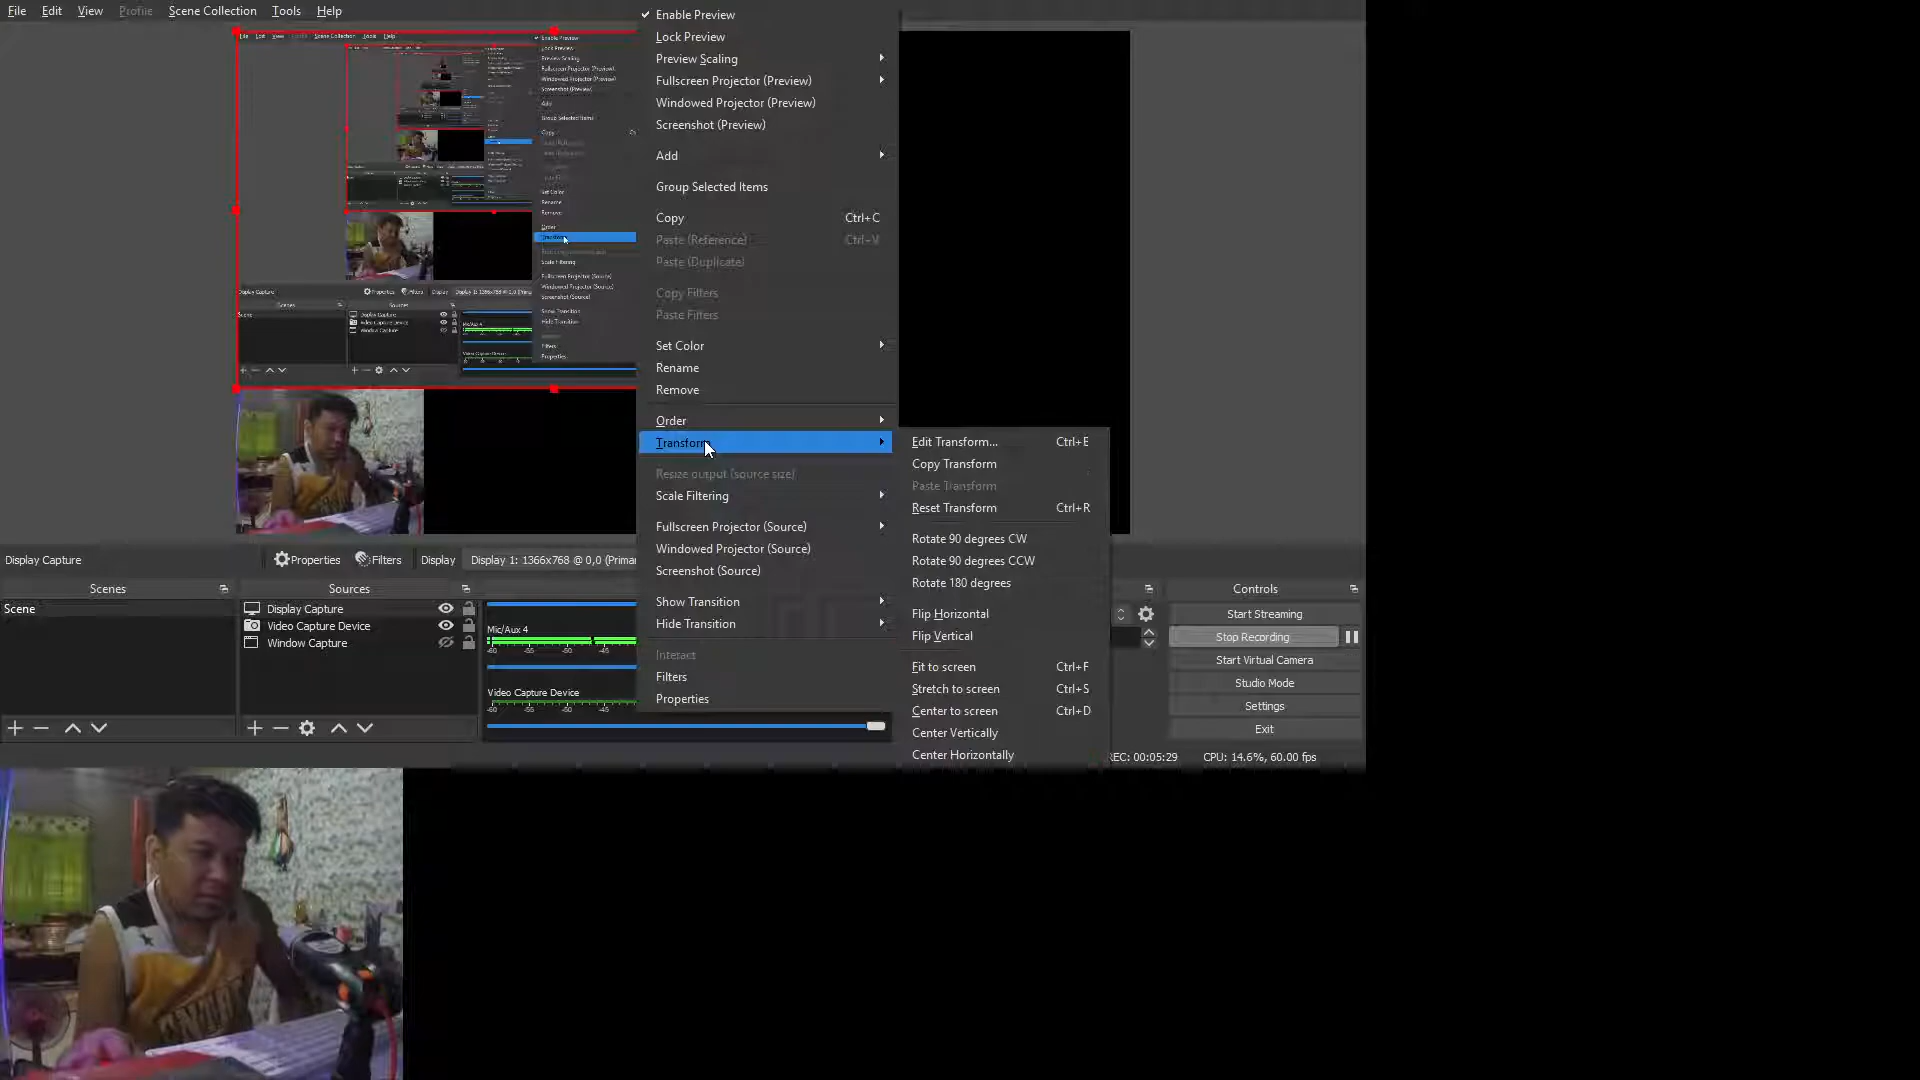 File Edit View Profile Scene Collection Tools Help
Enable Preview
Lock Preview
Preview Scaling
Fullscreen Projector (Preview)
Windowed Projector (Preview)
Screenshot (Preview)
Add
Group Selected Items
Copy Ctrl+C
Paste (Reference) Ctrl+V
Paste (Duplicate)
Copy Filters
Paste Filters
Set Color
Rename
Remove
Order
Transform
Resize output (source size)
Scale Filtering
Fullscreen Projector (Source)
Windowed Projector (Source)
Screenshot (Source)
Show Transition
Hide Transition
Interact
Filters
Properties
Edit Transform... Ctrl+E
Copy Transform
Paste Transform
Reset Transform Ctrl+R
Rotate 90 degrees CW
Rotate 90 degrees CCW
Rotate 180 degrees
Flip Horizontal
Flip Vertical
Fit to screen Ctrl+F
Stretch to screen Ctrl+S
Center to screen Ctrl+D
Center Vertically
Center Horizontally
Display Capture Properties Filters Display Display 1: 1366x768 @ 0,0 (Primar
Scenes
Scene
Sources
Display Capture
Video Capture Device
Window Capture
Mic/Aux 4
-60 -55 -50 -45
Video Capture Device
-60 -55 -50 -45
Controls
Start Streaming
Stop Recording
Start Virtual Camera
Studio Mode
Settings
Exit
REC: 00:05:29 CPU: 14.6%, 60.00 fps